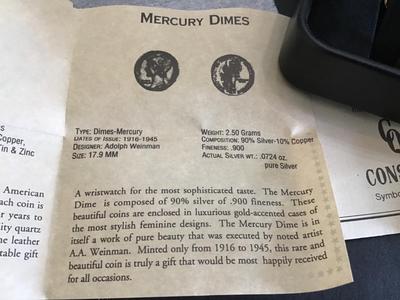 MERCURY DIMES
TYPE: Dimes-Mercury
DATES OF ISSUE: 1916-1945
DESIGNER: Adolph Weinman
SIZE: 17.9 MM
WEIGHT: 2.50 Grams
COMPOSITION: 90% Silver-10% Copper
FINENESS: .900
ACTUAL SILVER WT.: .0724 oz.
pure Silver
A wristwatch for the most sophisticated taste. The Mercury
Dime is composed of 90% silver of .900 fineness. These
beautiful coins are enclosed in luxurious gold-accented cases of
the most stylish feminine designs. The Mercury Dime is in
itself a work of pure beauty that was executed by noted artist
A.A. Weinman. Minted only from 1916 to 1945, this rare and
beautiful coin is truly a gift that would be most happily received
for all occasions.
Copper,
Tin & Zinc
American
ach coin is
r years to
ity quartz
ne leather
table gift
CONS
Symbo